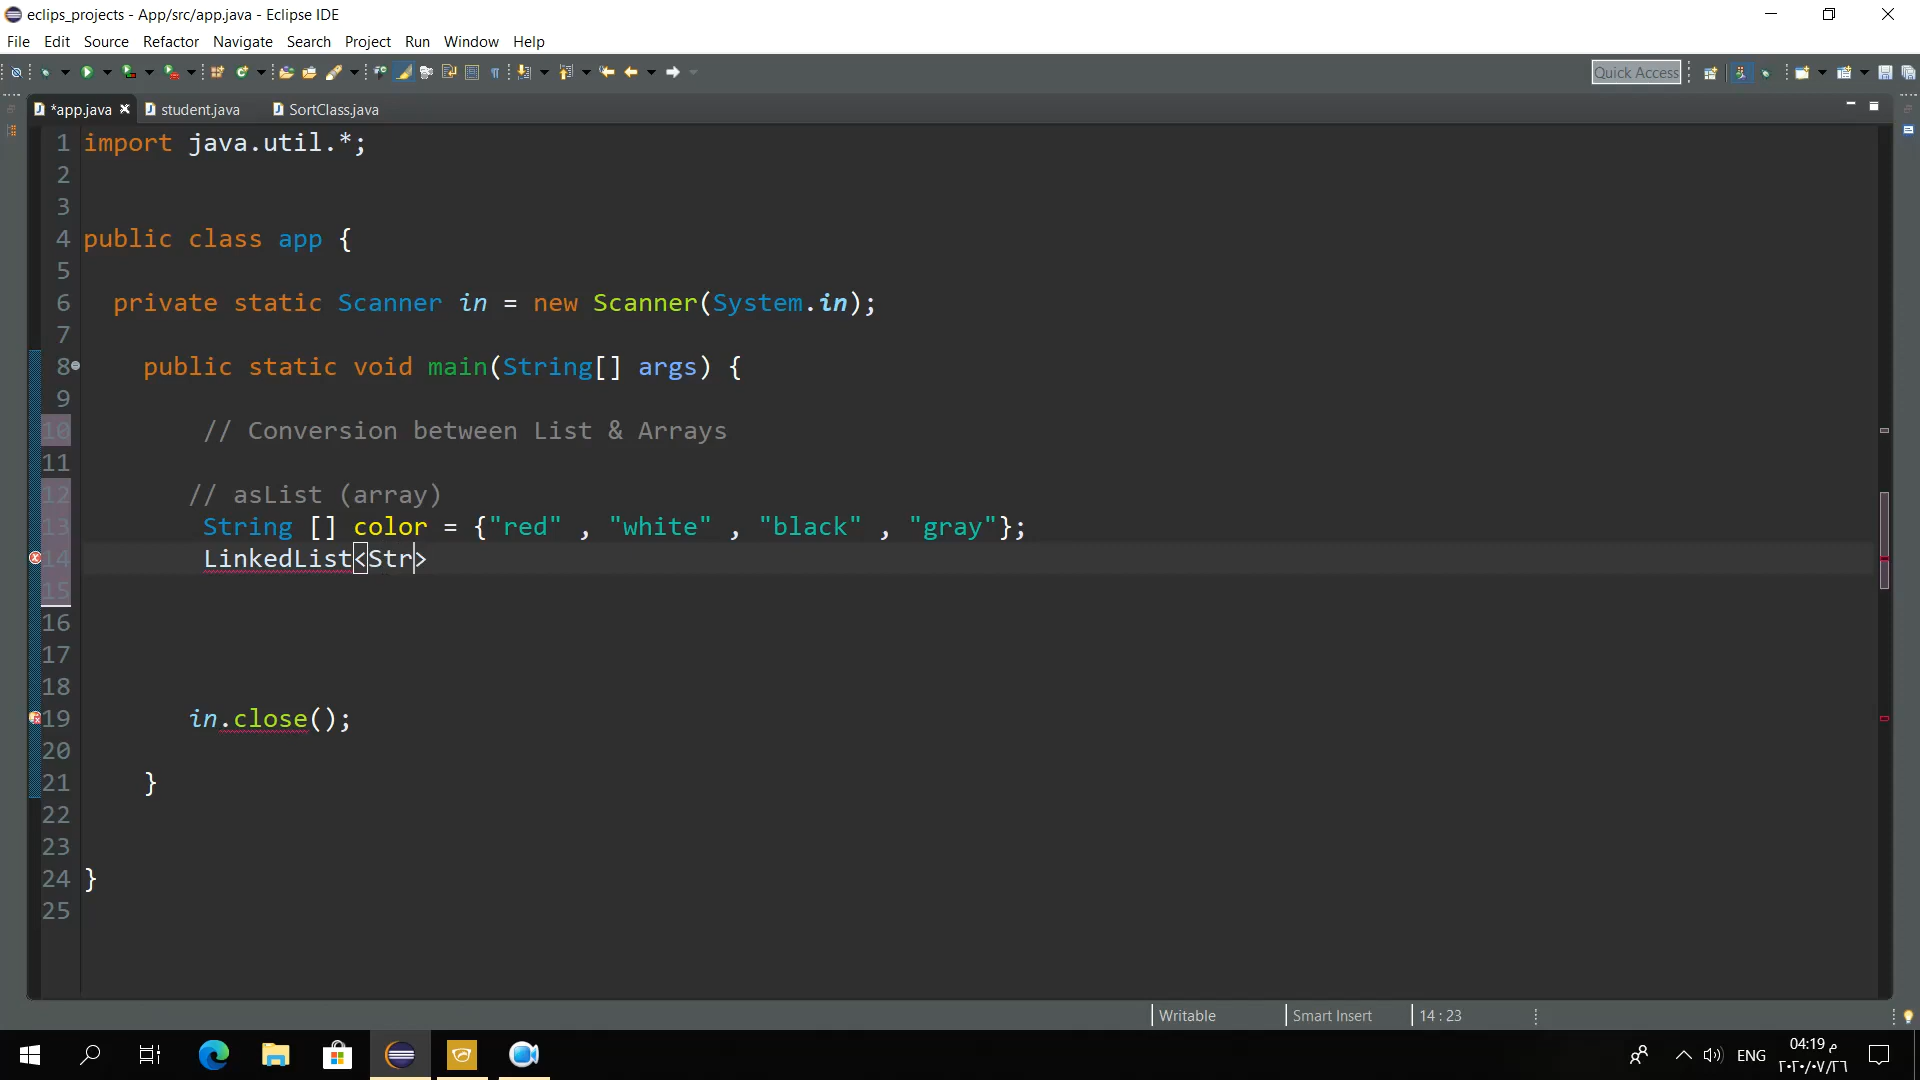 eclips_projects - App/src/app.java - Eclipse IDE
File Edit Source Refactor Navigate Search Project Run Window Help
Quick Access
*app.java student.java SortClass.java
1 import java.util.*;
2
3
4 public class app {
5
6 private static Scanner in = new Scanner(System.in);
7
8 public static void main(String[] args) {
9
10 // Conversion between List & Arrays
11
12 // asList (array)
13 String [] color = {"red" , "white" , "black" , "gray"};
14 LinkedList<Str>
15
16
17
18
19 in.close();
20
21 }
22
23
24 }
25
Writable Smart Insert 14 : 23
ENG 04:19 م
٢٠٢٠/٠٧/٢٦